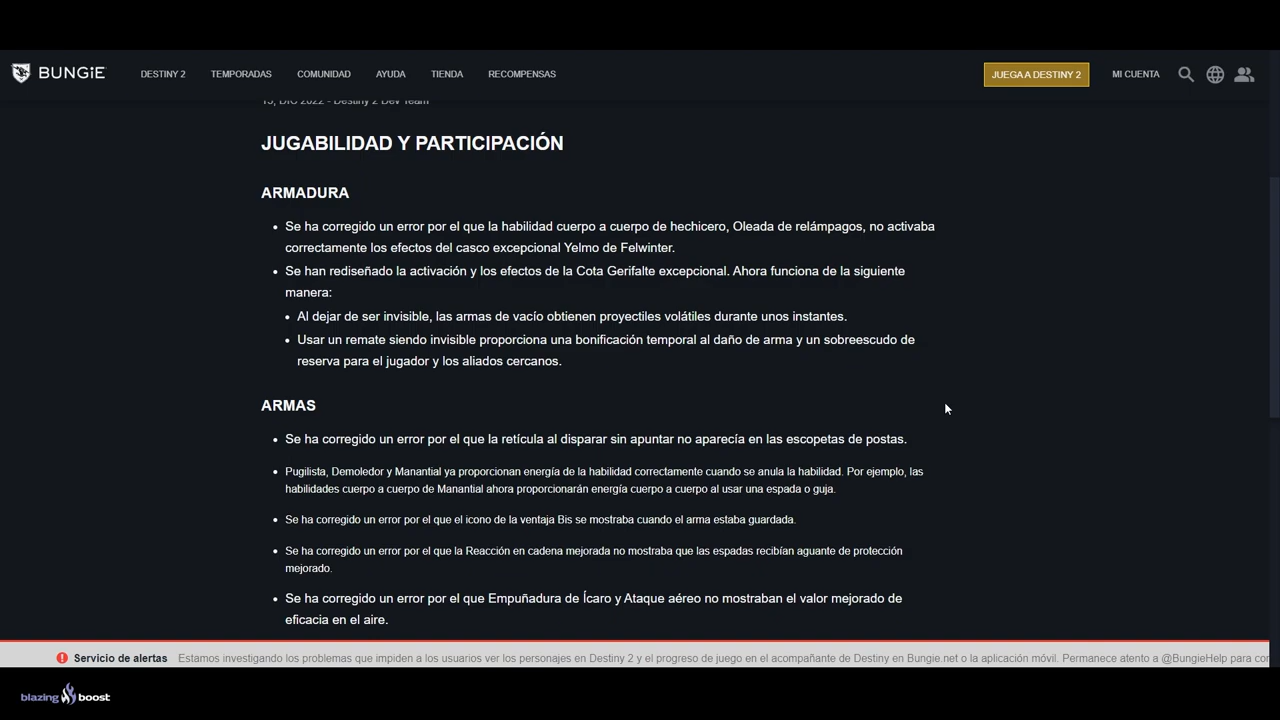 BUNGiE DESTINY 2 TEMPORADAS COMUNIDAD AYUDA TIENDA RECOMPENSAS JUEGA A DESTINY 2 MI CUENTA
13, DIC 2022 - Destiny 2 Dev Team
JUGABILIDAD Y PARTICIPACIÓN
ARMADURA
• Se ha corregido un error por el que la habilidad cuerpo a cuerpo de hechicero, Oleada de relámpagos, no activaba
correctamente los efectos del casco excepcional Yelmo de Felwinter.
• Se han rediseñado la activación y los efectos de la Cota Gerifalte excepcional. Ahora funciona de la siguiente
manera:
• Al dejar de ser invisible, las armas de vacío obtienen proyectiles volátiles durante unos instantes.
• Usar un remate siendo invisible proporciona una bonificación temporal al daño de arma y un sobreescudo de
reserva para el jugador y los aliados cercanos.
ARMAS
• Se ha corregido un error por el que la retícula al disparar sin apuntar no aparecía en las escopetas de postas.
• Pugilista, Demoledor y Manantial ya proporcionan energía de la habilidad correctamente cuando se anula la habilidad. Por ejemplo, las
habilidades cuerpo a cuerpo de Manantial ahora proporcionarán energía cuerpo a cuerpo al usar una espada o guja.
• Se ha corregido un error por el que el icono de la ventaja Bis se mostraba cuando el arma estaba guardada.
• Se ha corregido un error por el que la Reacción en cadena mejorada no mostraba que las espadas recibían aguante de protección
mejorado.
• Se ha corregido un error por el que Empuñadura de Ícaro y Ataque aéreo no mostraban el valor mejorado de
eficacia en el aire.
Servicio de alertas Estamos investigando los problemas que impiden a los usuarios ver los personajes en Destiny 2 y el progreso de juego en el acompañante de Destiny en Bungie.net o la aplicación móvil. Permanece atento a @BungieHelp para cor
blazing boost